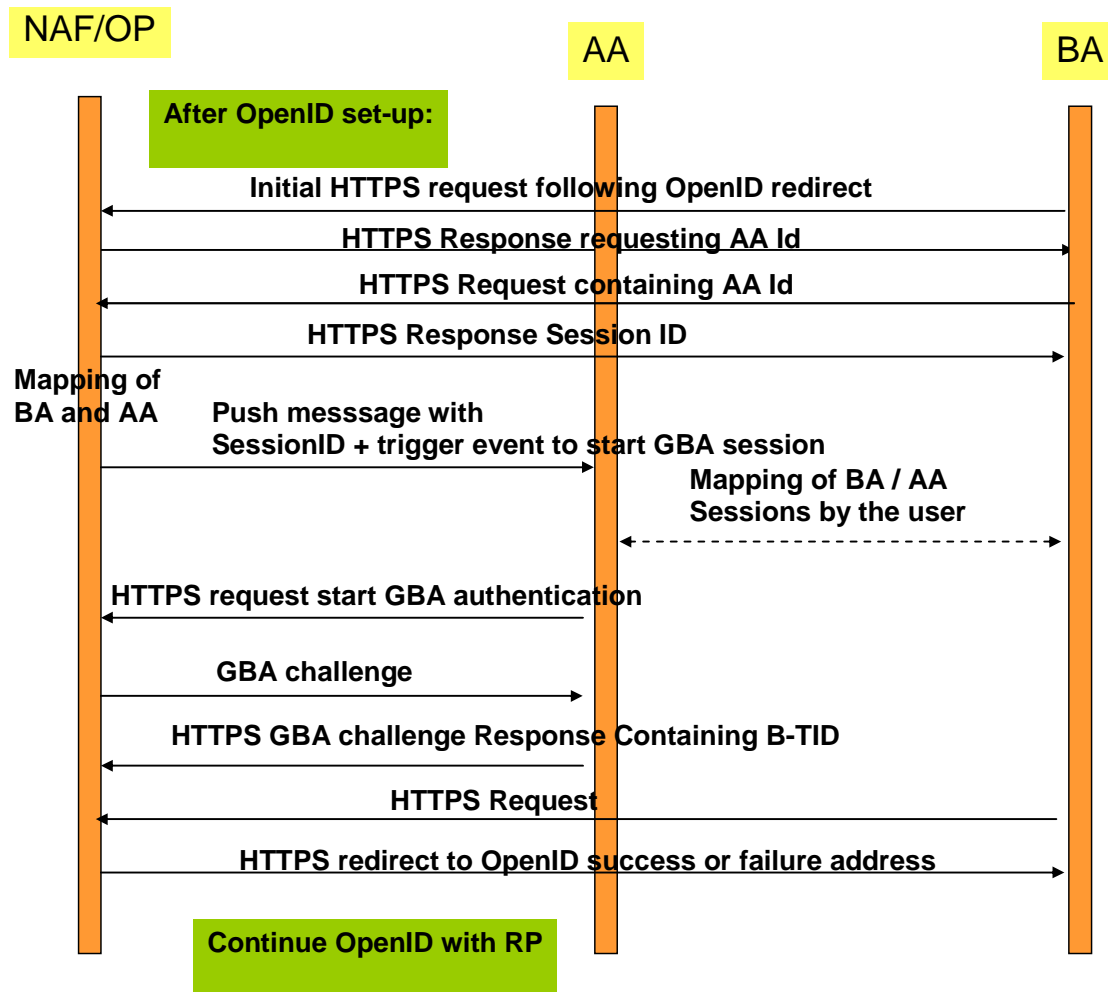 NAF/OP
AA
BA
After OpenID set-up:
Initial HTTPS request following OpenID redirect
HTTPS Response requesting AA Id
HTTPS Request containing AA Id
HTTPS Response Session ID
Mapping of
BA and AA
Push messsage with
SessionID + trigger event to start GBA session
Mapping of BA / AA
Sessions by the user
HTTPS request start GBA authentication
GBA challenge
HTTPS GBA challenge Response Containing B-TID
HTTPS Request
HTTPS redirect to OpenID success or failure address
Continue OpenID with RP